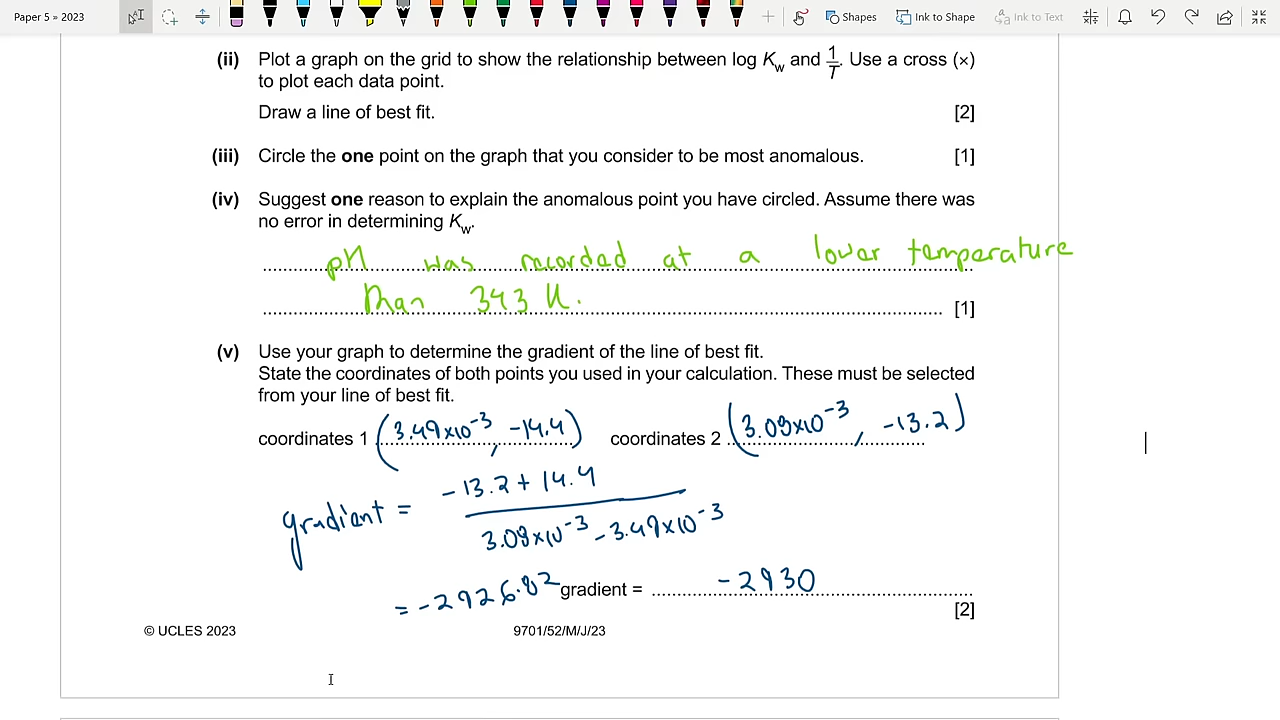 Paper 5 » 2023
Shapes
Ink to Shape
Ink to Text
(ii) Plot a graph on the grid to show the relationship between log Kw and 1/T. Use a cross (×)
to plot each data point.
Draw a line of best fit. [2]
(iii) Circle the one point on the graph that you consider to be most anomalous. [1]
(iv) Suggest one reason to explain the anomalous point you have circled. Assume there was
no error in determining Kw.
pH was recorded at a lower temperature
than 343 K.
[1]
(v) Use your graph to determine the gradient of the line of best fit.
State the coordinates of both points you used in your calculation. These must be selected
from your line of best fit.
coordinates 1 (3.49×10⁻³, -14.4) coordinates 2 (3.08×10⁻³, -13.2)
gradient = -13.2 + 14.4
3.08×10⁻³ - 3.49×10⁻³
= -2926.82 gradient = -2930
[2]
© UCLES 2023 9701/52/M/J/23